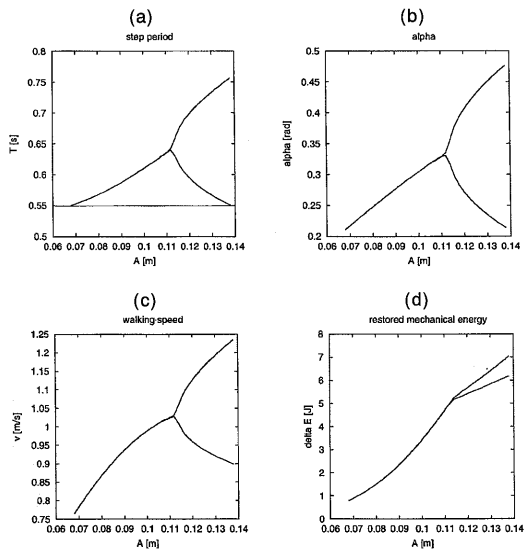 (a)
step period
0.8
0.75
0.7
0.65
0.6
0.55
0.5
T [s]
0.06 0.07 0.08 0.09 0.1 0.11 0.12 0.13 0.14
A [m]
(b)
alpha
0.5
0.45
0.4
0.35
0.3
0.25
0.2
alpha [rad]
0.06 0.07 0.08 0.09 0.1 0.11 0.12 0.13 0.14
A [m]
(c)
walking speed
1.25
1.2
1.15
1.1
1.05
1
0.95
0.9
0.85
0.8
0.75
v [m/s]
0.06 0.07 0.08 0.09 0.1 0.11 0.12 0.13 0.14
A [m]
(d)
restored mechanical energy
8
7
6
5
4
3
2
1
0
delta E [J]
0.06 0.07 0.08 0.09 0.1 0.11 0.12 0.13 0.14
A [m]